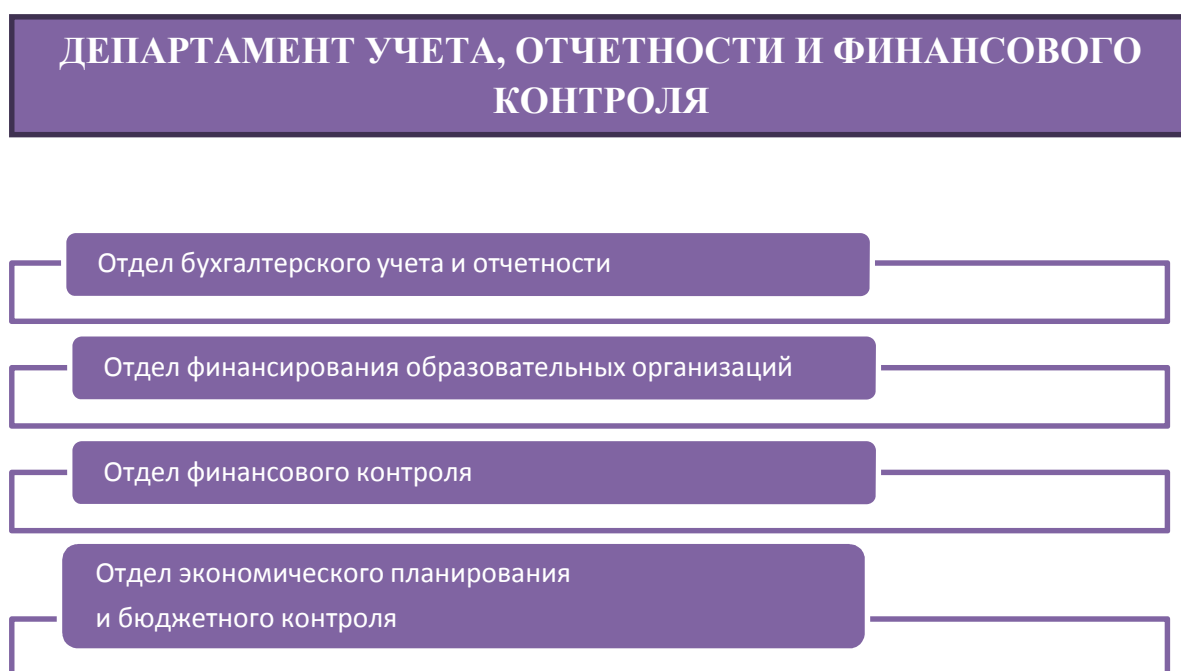 ДЕПАРТАМЕНТ УЧЕТА, ОТЧЕТНОСТИ И ФИНАНСОВОГО
КОНТРОЛЯ
Отдел бухгалтерского учета и отчетности
Отдел финансирования образовательных организаций
Отдел финансового контроля
Отдел экономического планирования
и бюджетного контроля